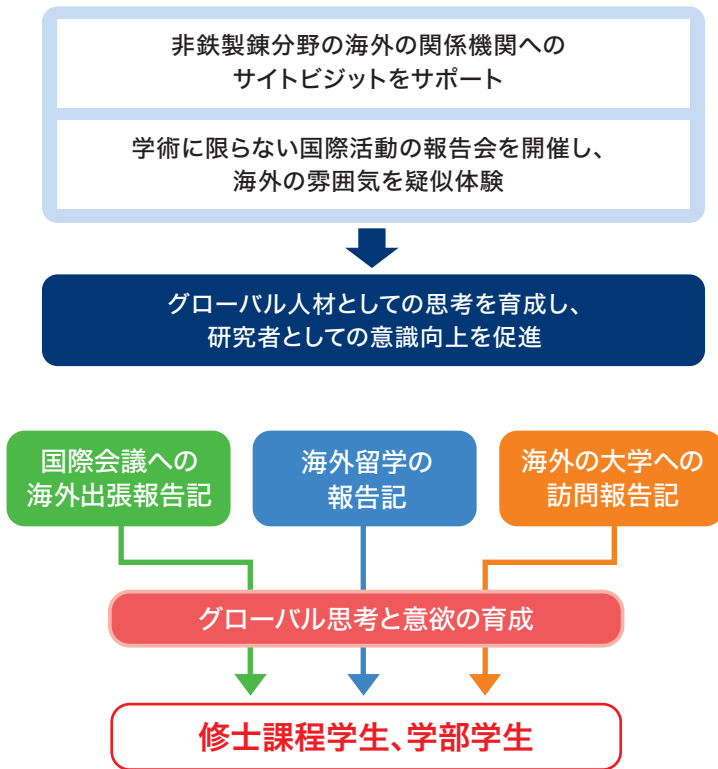 非鉄製錬分野の海外の関係機関への
サイトビジットをサポート
学術に限らない国際活動の報告会を開催し、
海外の雰囲気を疑似体験
グローバル人材としての思考を育成し、
研究者としての意識向上を促進
国際会議への
海外出張報告記
海外留学の
報告記
海外の大学への
訪問報告記
グローバル思考と意欲の育成
修士課程学生、学部学生